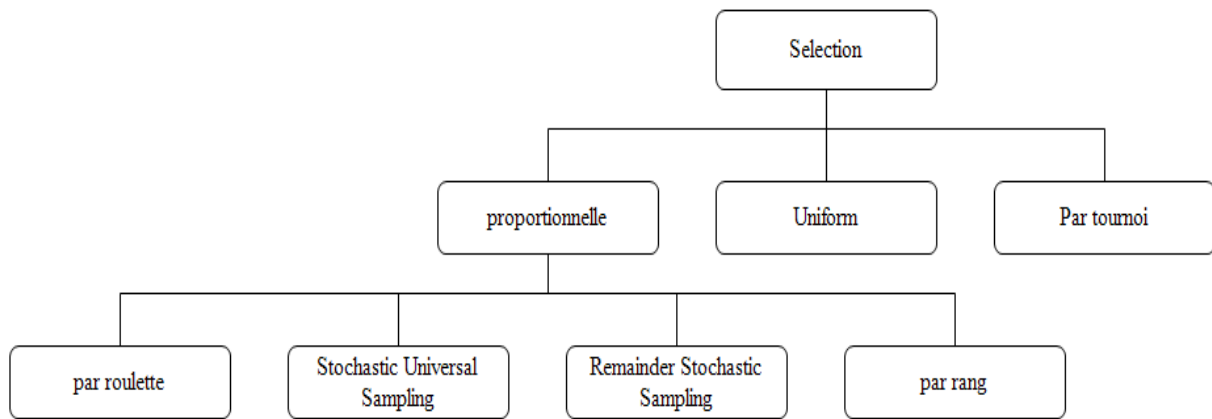 Selection
proportionnelle
Uniform
Par tournoi
par roulette
Stochastic Universal
Sampling
Remainder Stochastic
Sampling
par rang